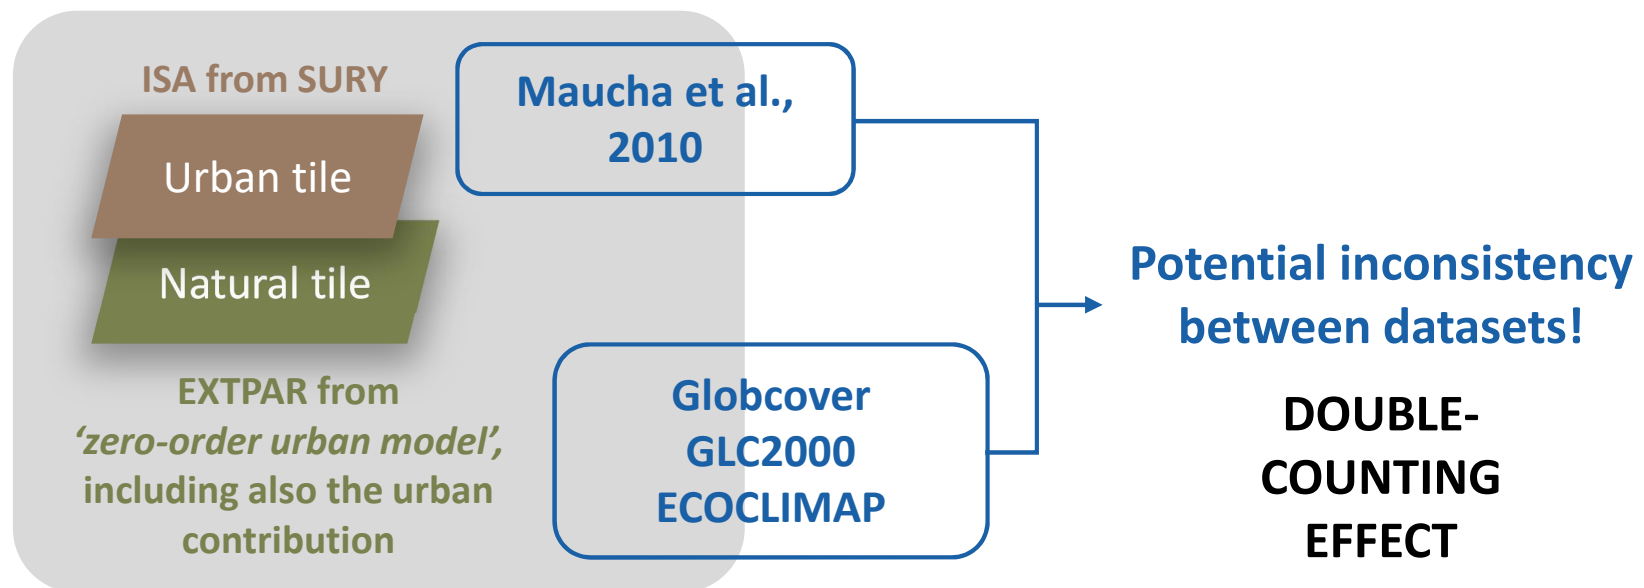 ISA from SURY
Urban tile
Natural tile
EXTPAR from
‘zero-order urban model’,
including also the urban
contribution
Maucha et al.,
2010
Globcover
GLC2000
ECOCLIMAP
Potential inconsistency
between datasets!
DOUBLE-
COUNTING
EFFECT